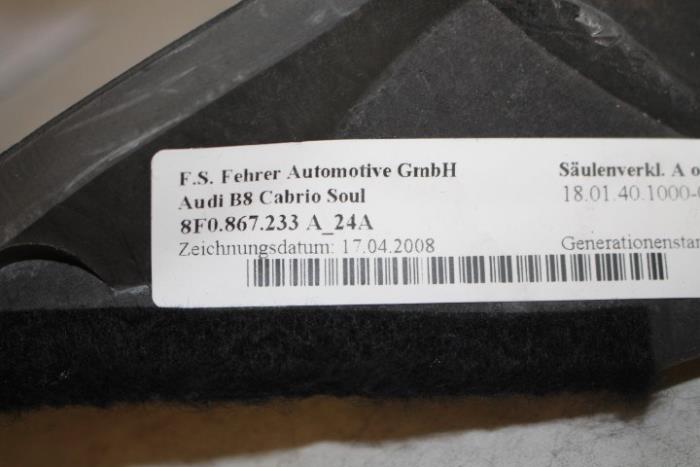 F.S. Fehrer Automotive GmbH
Audi B8 Cabrio Soul
8F0.867.233 A_24A
Zeichnungsdatum: 17.04.2008
Säulenverkl. A o
18.01.40.1000-
Generationenstan